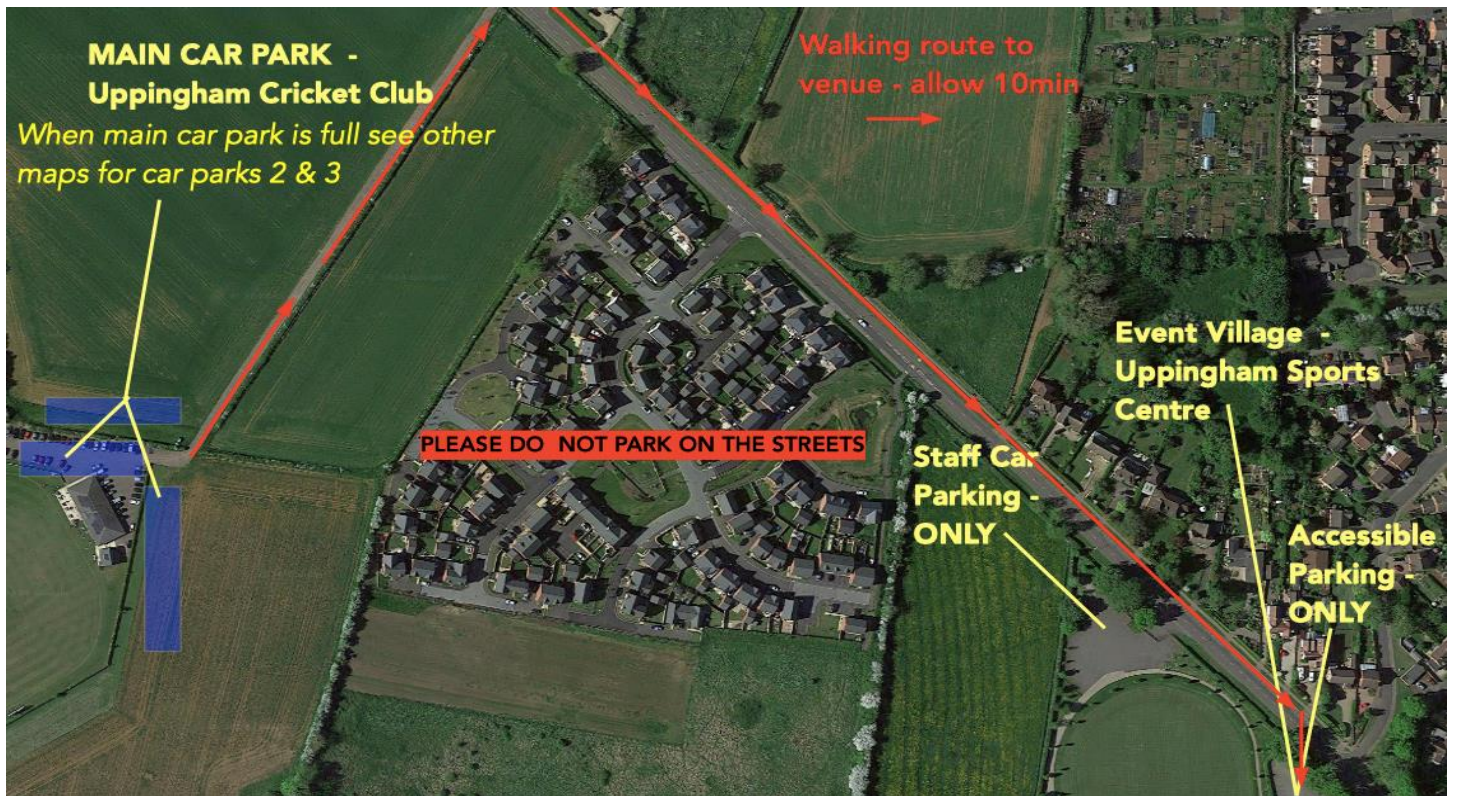 MAIN CAR PARK -
Uppingham Cricket Club
When main car park is full see other
maps for car parks 2 & 3
Walking route to
venue - allow 10min
PLEASE DO NOT PARK ON THE STREETS
Event Village -
Uppingham Sports
Centre
Staff Car
Parking -
ONLY
Accessible
Parking -
ONLY